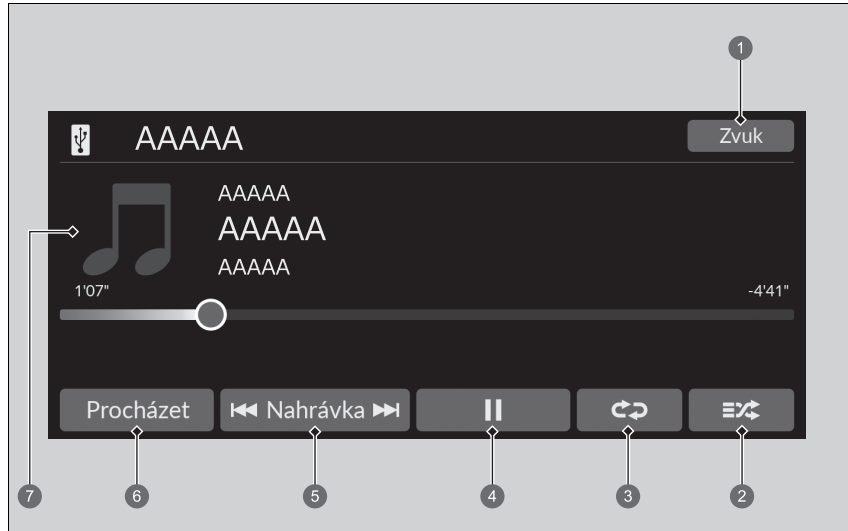 1
AAAAA
Zvuk
AAAAA
AAAAA
AAAAA
7
1'07"
-4'41"
Procházet
Nahrávka
6
5
4
3
2